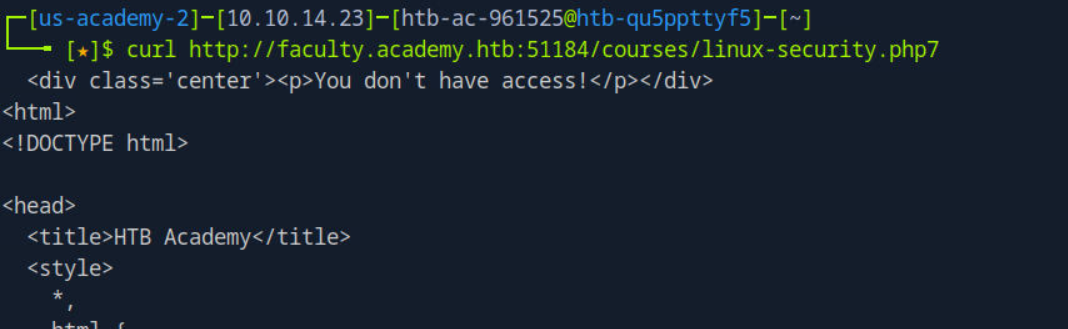 [us-academy-2]─[10.10.14.23]─[htb-ac-961525@htb-qu5ppttyf5]─[~]
[★]$ curl http://faculty.academy.htb:51184/courses/linux-security.php7
<div class='center'><p>You don't have access!</p></div>
<html>
<!DOCTYPE html>
<head>
<title>HTB Academy</title>
<style>
*,
html {